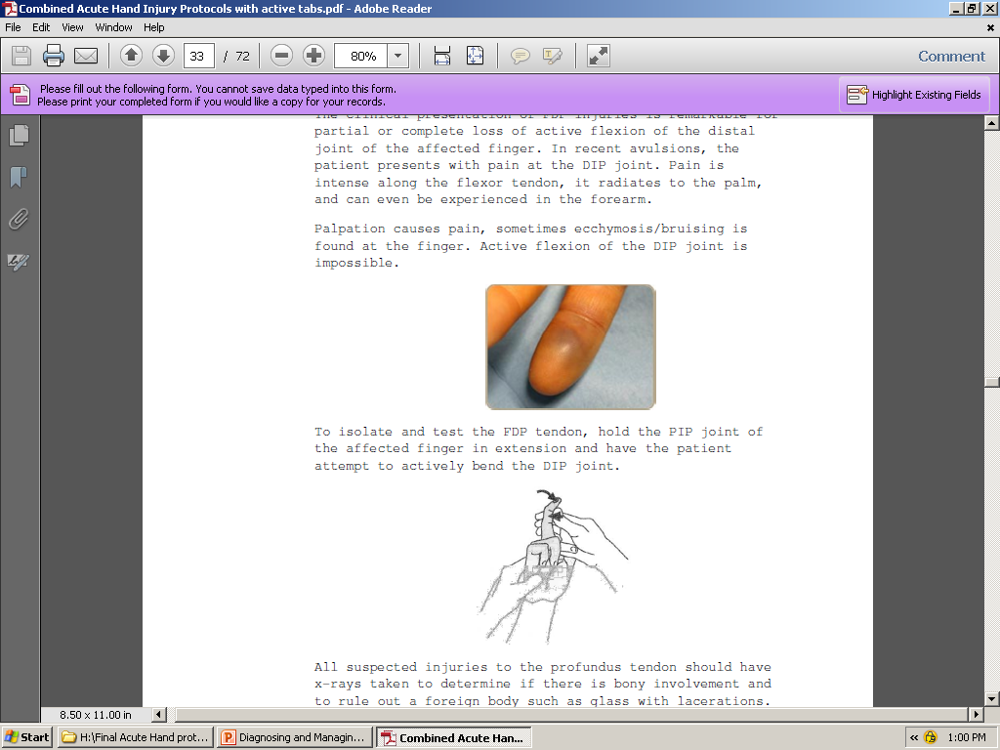 Combined Acute Hand Injury Protocols with active tabs.pdf - Adobe Reader
File Edit View Window Help
33 / 72 80% Comment
Please fill out the following form. You cannot save data typed into this form.
Please print your completed form if you would like a copy for your records.
Highlight Existing Fields
The clinical presentation of FDP injuries is remarkable for
partial or complete loss of active flexion of the distal
joint of the affected finger. In recent avulsions, the
patient presents with pain at the DIP joint. Pain is
intense along the flexor tendon, it radiates to the palm,
and can even be experienced in the forearm.
Palpation causes pain, sometimes ecchymosis/bruising is
found at the finger. Active flexion of the DIP joint is
impossible.
To isolate and test the FDP tendon, hold the PIP joint of
the affected finger in extension and have the patient
attempt to actively bend the DIP joint.
All suspected injuries to the profundus tendon should have
x-rays taken to determine if there is bony involvement and
to rule out a foreign body such as glass with lacerations.
8.50 x 11.00 in
Start H:\Final Acute Hand prot... Diagnosing and Managin... Combined Acute Han... « 1:00 PM